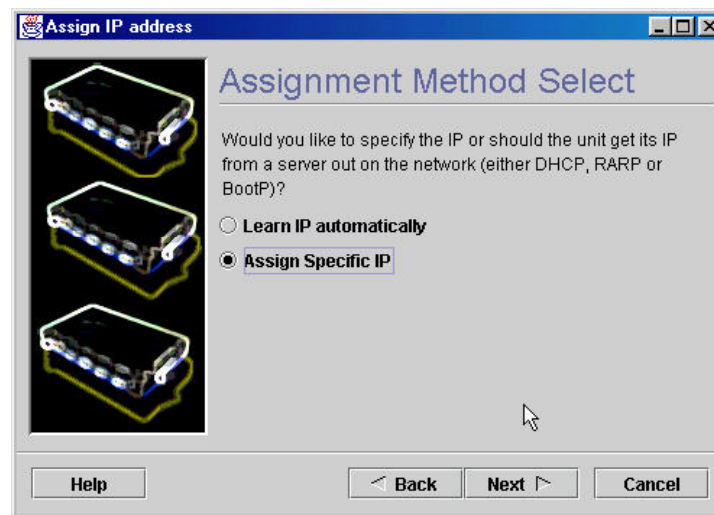 Assign IP address
Assignment Method Select
Would you like to specify the IP or should the unit get its IP
from a server out on the network (either DHCP, RARP or
BootP)?
Learn IP automatically
Assign Specific IP
Help
Back
Next
Cancel